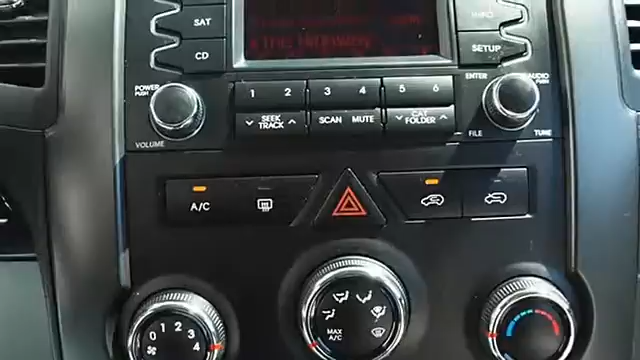 SAT
INFO
CD
SETUP
POWER
PUSH
1 2 3 4 5 6
ENTER
AUDIO
PUSH
SEEK
TRACK
SCAN MUTE
CAT
FOLDER
VOLUME
FILE
TUNE
A/C
0 1 2 3 4
MAX
A/C